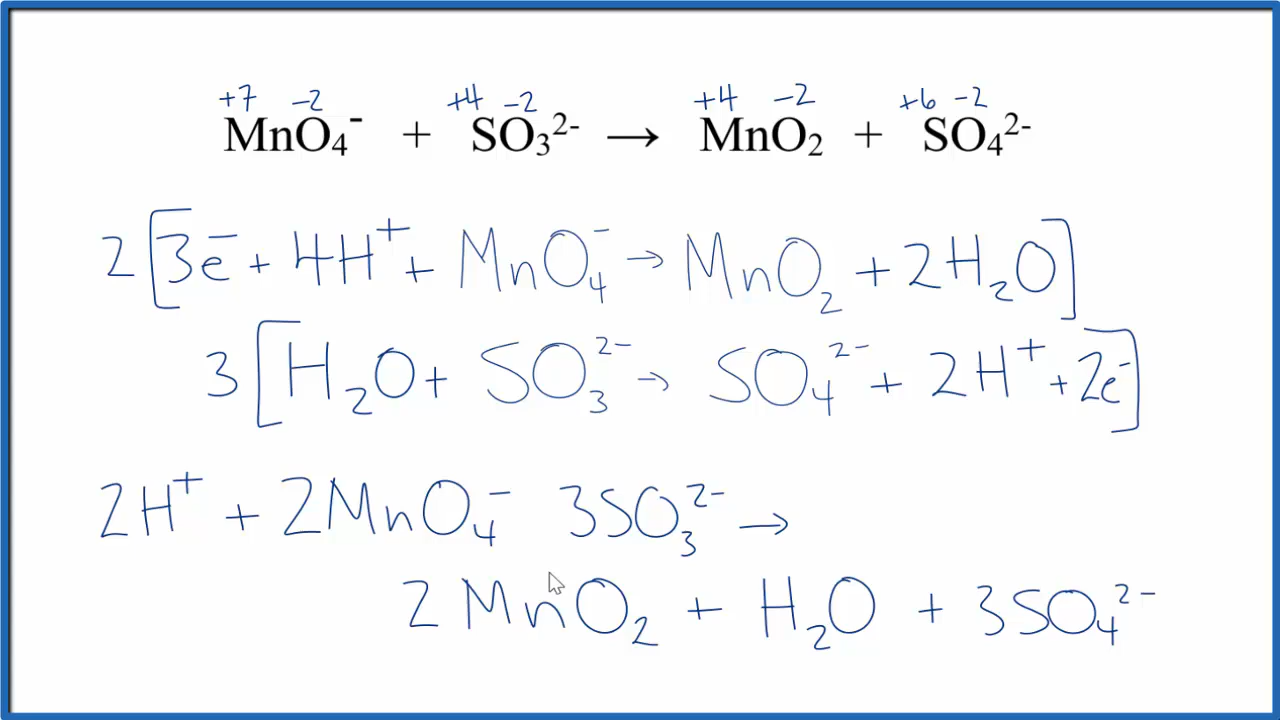 +7 -2 +4 -2 +4 -2 +6 -2
MnO₄⁻ + SO₃²⁻ → MnO₂ + SO₄²⁻
2[3e⁻ + 4H⁺ + MnO₄⁻ → MnO₂ + 2H₂O]
3[H₂O + SO₃²⁻ → SO₄²⁻ + 2H⁺ + 2e⁻]
2H⁺ + 2MnO₄⁻ 3SO₃²⁻ →
2MnO₂ + H₂O + 3SO₄²⁻